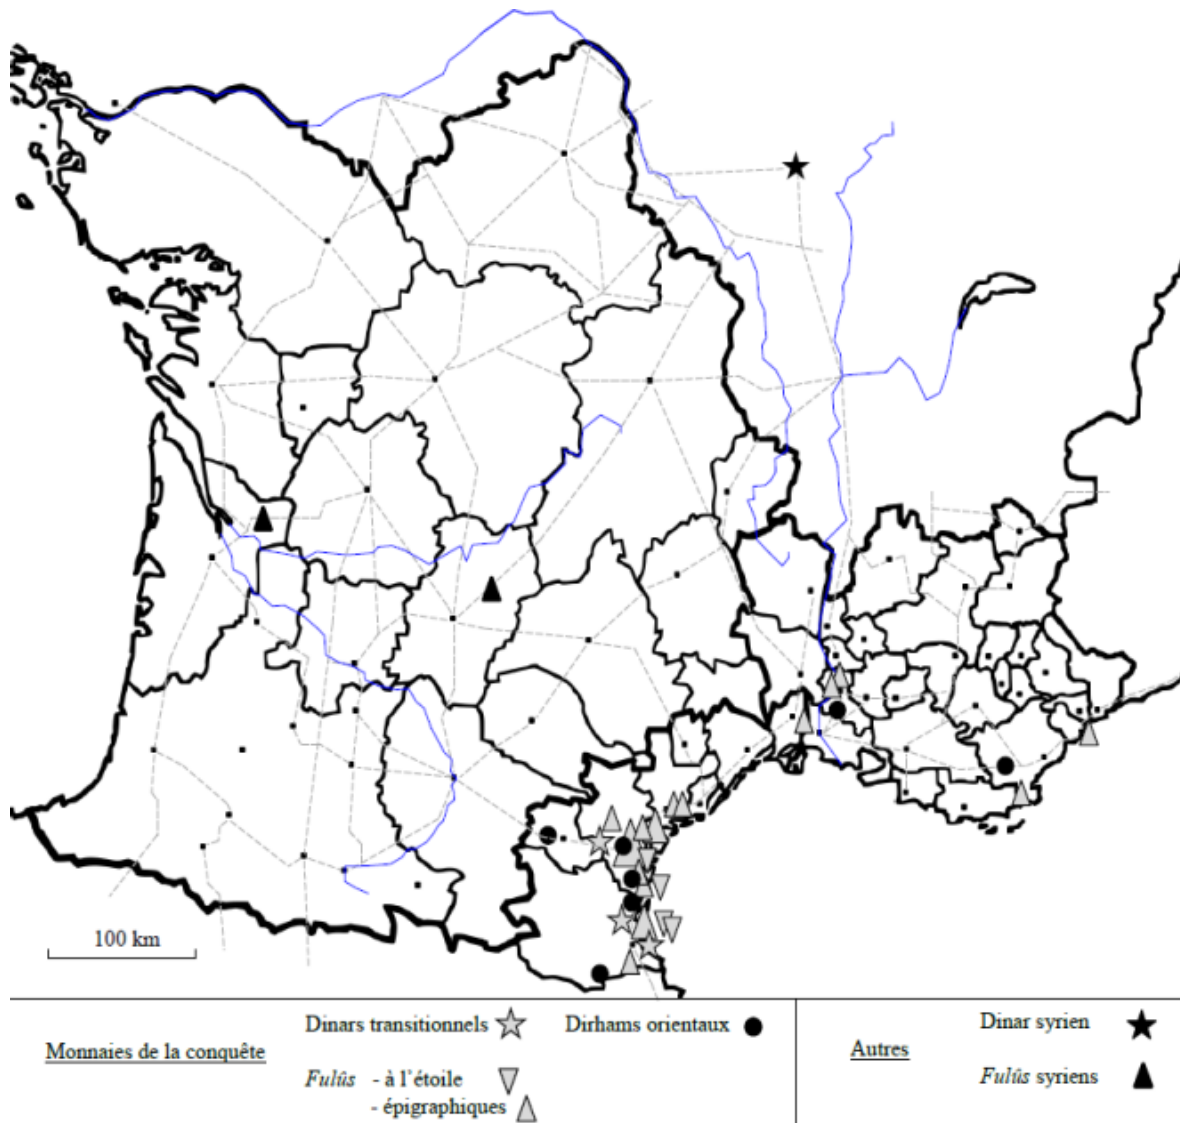 100 km
Dinars transitionnels
Dirhams orientaux
Dinar syrien
Monnaies de la conquête
Autres
Fulûs - à l'étoile
- épigraphiques
Fulûs syriens